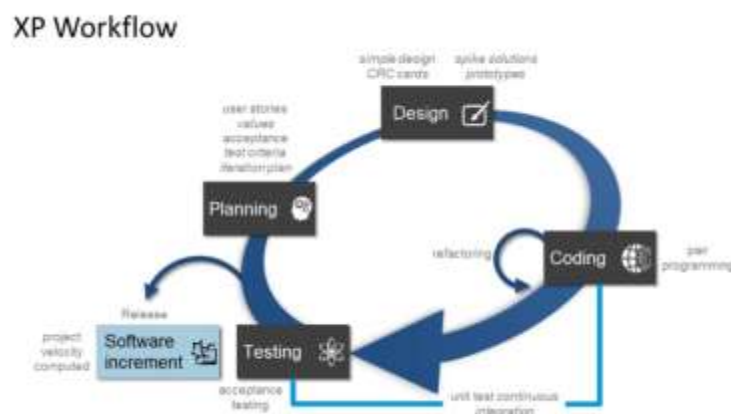 XP Workflow
simple design
CRC cards
spike solutions
prototypes
Design
user stories
values
acceptance
test criteria
iteration plan
Planning
refactoring
Coding
pair
programming
Release
project
velocity
computed
Software
increment
Testing
acceptance
testing
unit test continuous
integration